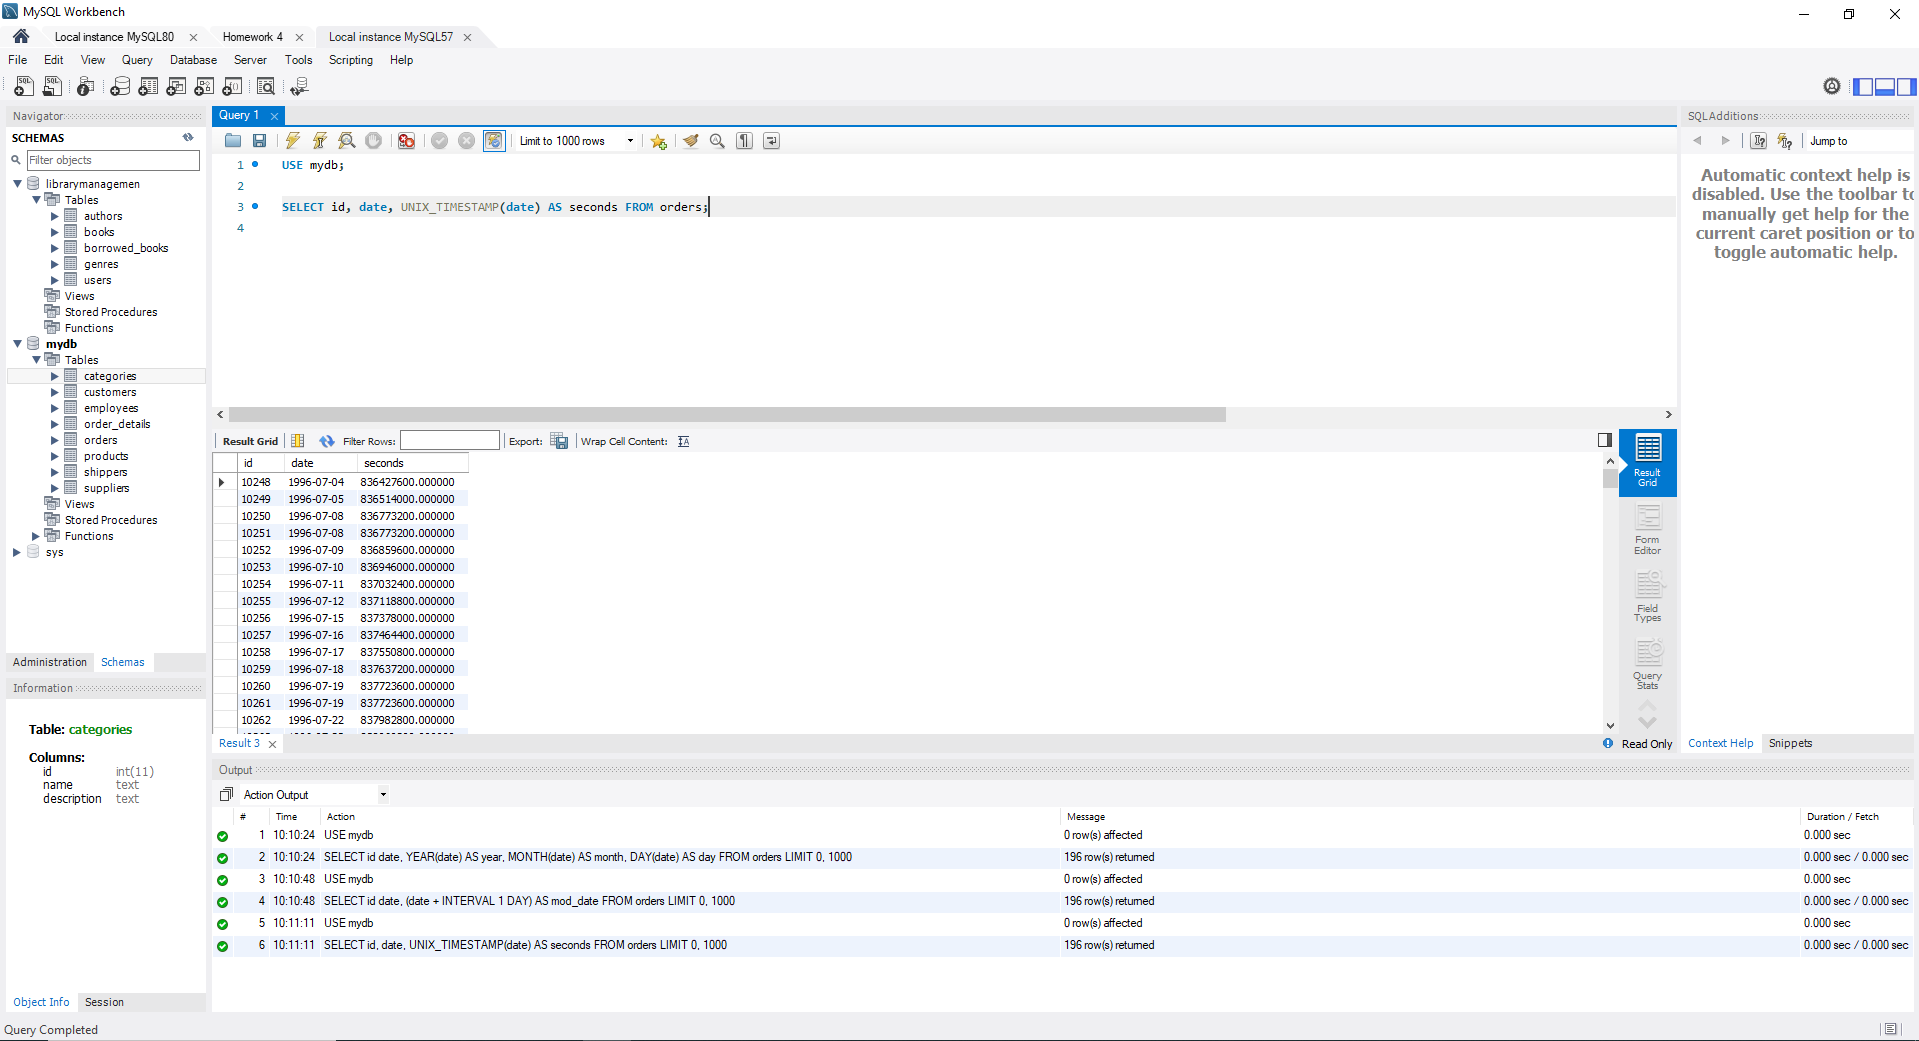 MySQL Workbench
Local instance MySQL80
Homework 4
Local instance MySQL57
File Edit View Query Database Server Tools Scripting Help
Navigator
SCHEMAS
Filter objects
librarymanagemen
Tables
authors
books
borrowed_books
genres
users
Views
Stored Procedures
Functions
mydb
Tables
categories
customers
employees
order_details
orders
products
shippers
suppliers
Views
Stored Procedures
Functions
sys
Administration Schemas
Information
Table: categories
Columns:
id int(11)
name text
description text
Object Info Session
Query 1
Limit to 1000 rows
1 USE mydb;
2
3 SELECT id, date, UNIX_TIMESTAMP(date) AS seconds FROM orders;
4
Result Grid Filter Rows: Export: Wrap Cell Content:
id date seconds
10248 1996-07-04 836427600.000000
10249 1996-07-05 836514000.000000
10250 1996-07-08 836773200.000000
10251 1996-07-08 836773200.000000
10252 1996-07-09 836859600.000000
10253 1996-07-10 836946000.000000
10254 1996-07-11 837032400.000000
10255 1996-07-12 837118800.000000
10256 1996-07-15 837378000.000000
10257 1996-07-16 837464400.000000
10258 1996-07-17 837550800.000000
10259 1996-07-18 837637200.000000
10260 1996-07-19 837723600.000000
10261 1996-07-19 837723600.000000
10262 1996-07-22 837982800.000000
Result
Grid
Form
Editor
Field
Types
Query
Stats
Result 3
Read Only
SQLAdditions
Jump to
Automatic context help is
disabled. Use the toolbar to
manually get help for the
current caret position or to
toggle automatic help.
Context Help Snippets
Output
Action Output
# Time Action Message Duration / Fetch
1 10:10:24 USE mydb 0 row(s) affected 0.000 sec
2 10:10:24 SELECT id date, YEAR(date) AS year, MONTH(date) AS month, DAY(date) AS day FROM orders LIMIT 0, 1000 196 row(s) returned 0.000 sec / 0.000 sec
3 10:10:48 USE mydb 0 row(s) affected 0.000 sec
4 10:10:48 SELECT id date, (date + INTERVAL 1 DAY) AS mod_date FROM orders LIMIT 0, 1000 196 row(s) returned 0.000 sec / 0.000 sec
5 10:11:11 USE mydb 0 row(s) affected 0.000 sec
6 10:11:11 SELECT id, date, UNIX_TIMESTAMP(date) AS seconds FROM orders LIMIT 0, 1000 196 row(s) returned 0.000 sec / 0.000 sec
Query Completed